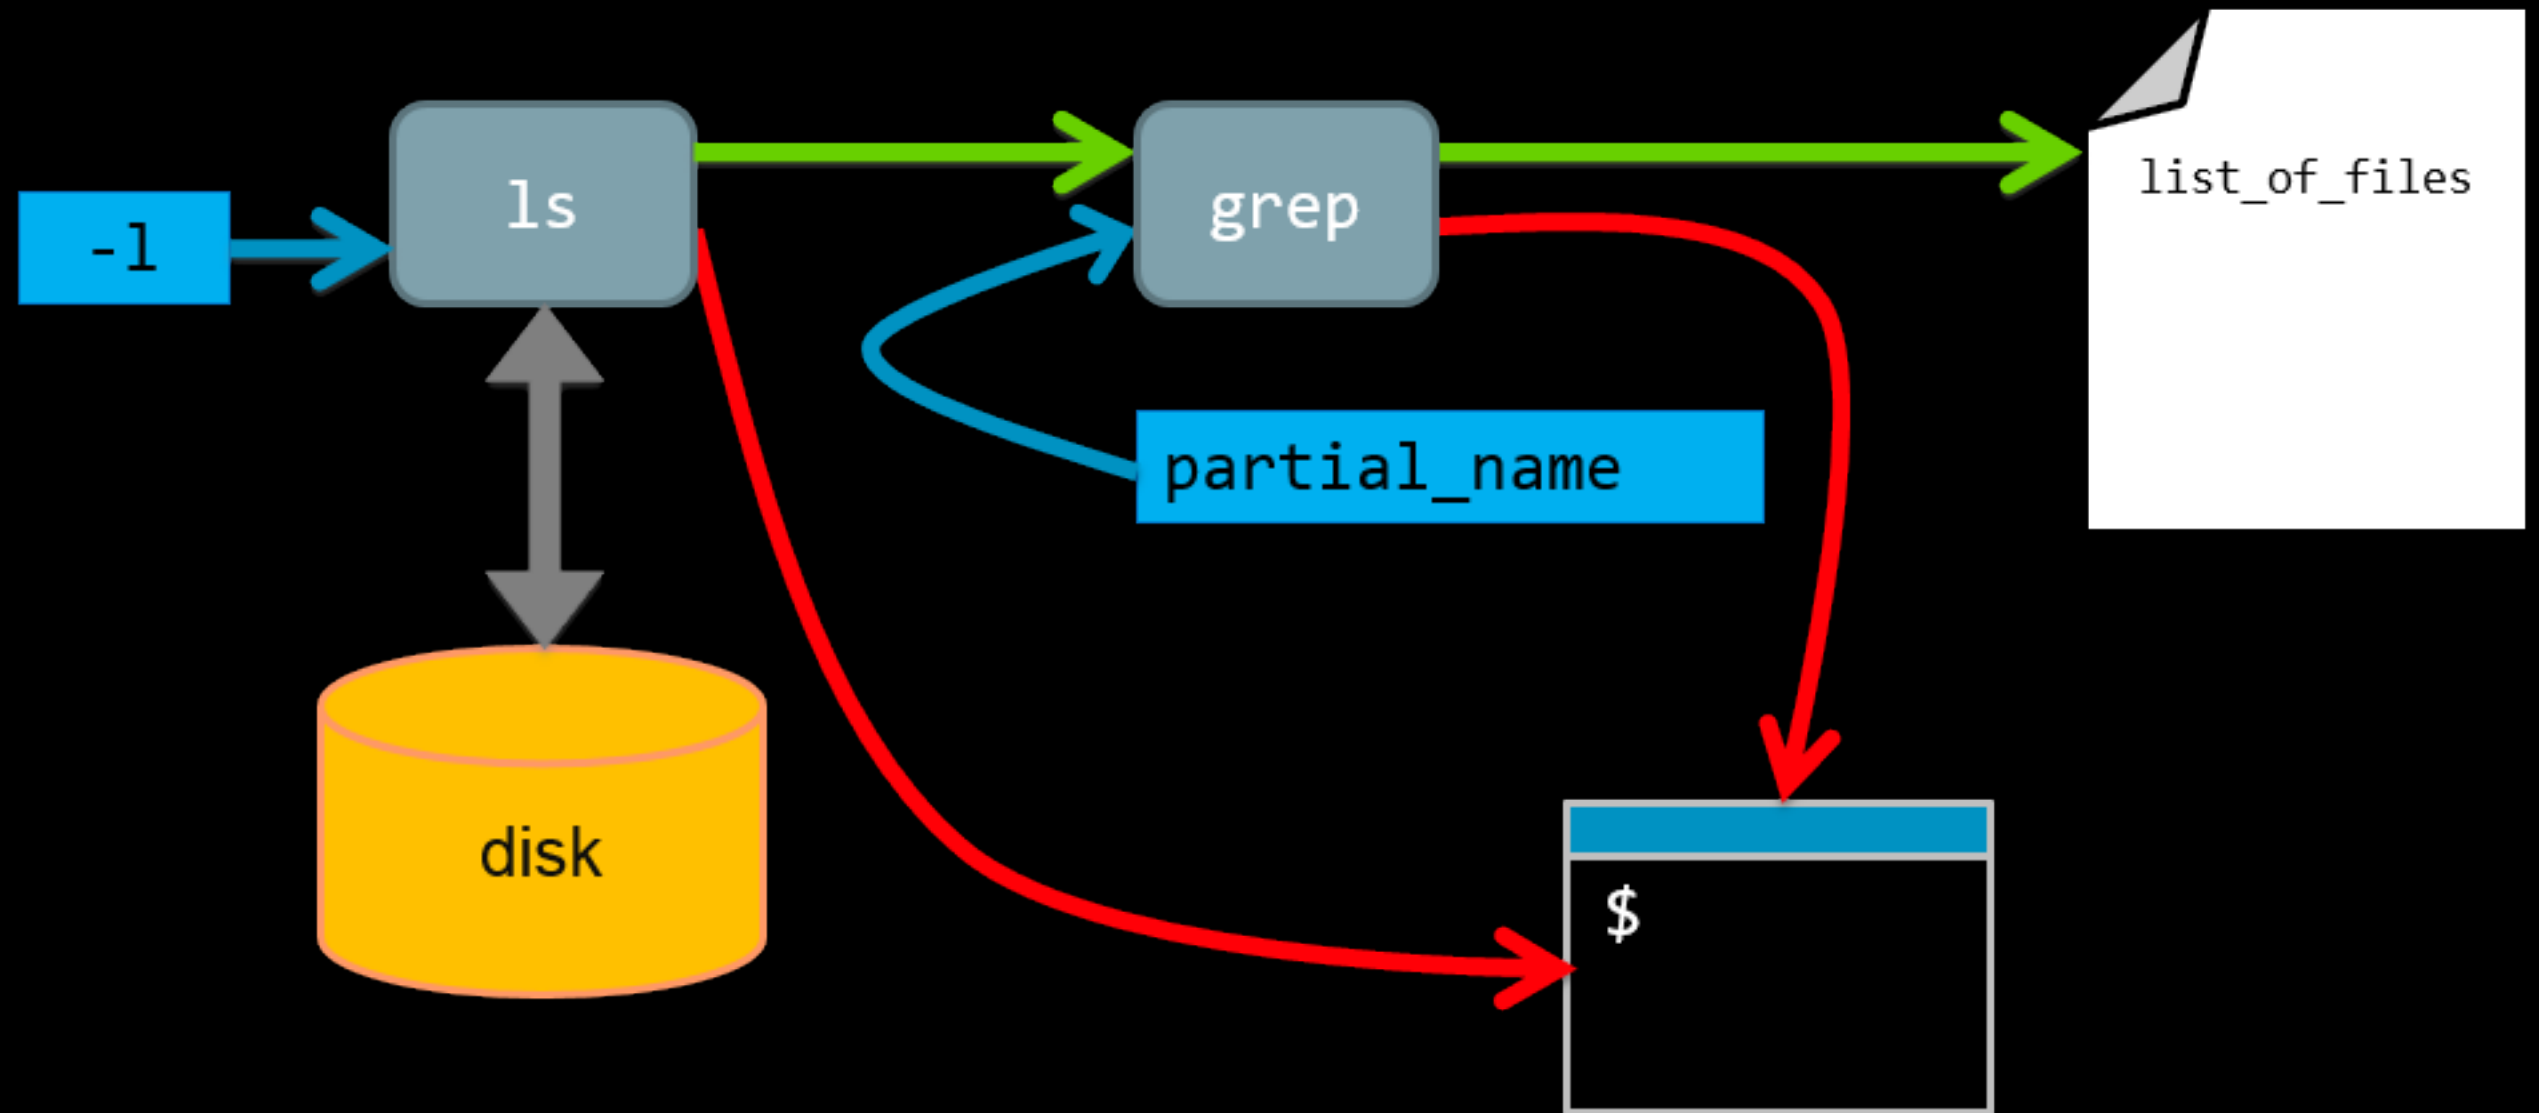 ls
grep
list_of_files
-l
partial_name
disk
$